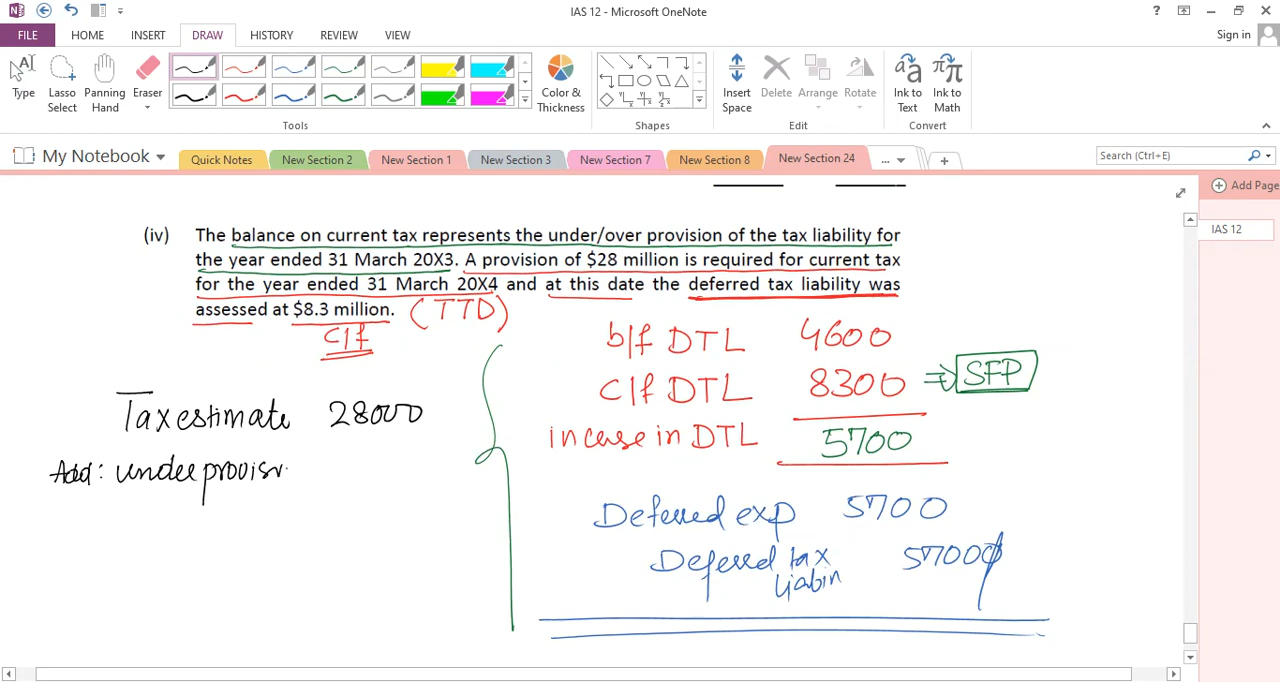 IAS 12 - Microsoft OneNote
Sign in
FILE HOME INSERT DRAW HISTORY REVIEW VIEW
Type
Lasso Select
Panning Hand
Eraser
Color & Thickness
Insert Space
Delete
Arrange
Rotate
Ink to Text
Ink to Math
Tools
Shapes
Edit
Convert
My Notebook
Quick Notes New Section 2 New Section 1 New Section 3 New Section 7 New Section 8 New Section 24 ...
Search (Ctrl+E)
Add Page
IAS 12
(iv) The balance on current tax represents the under/over provision of the tax liability for
the year ended 31 March 20X3. A provision of $28 million is required for current tax
for the year ended 31 March 20X4 and at this date the deferred tax liability was
assessed at $8.3 million. (TTD)
c/f
b/f DTL 4600
c/f DTL 8300 ⇒ SFP
incease in DTL 5700
Tax estimate 28000
Add: underprovisr
Deferred exp 5700
Deferred tax 5700
liabin